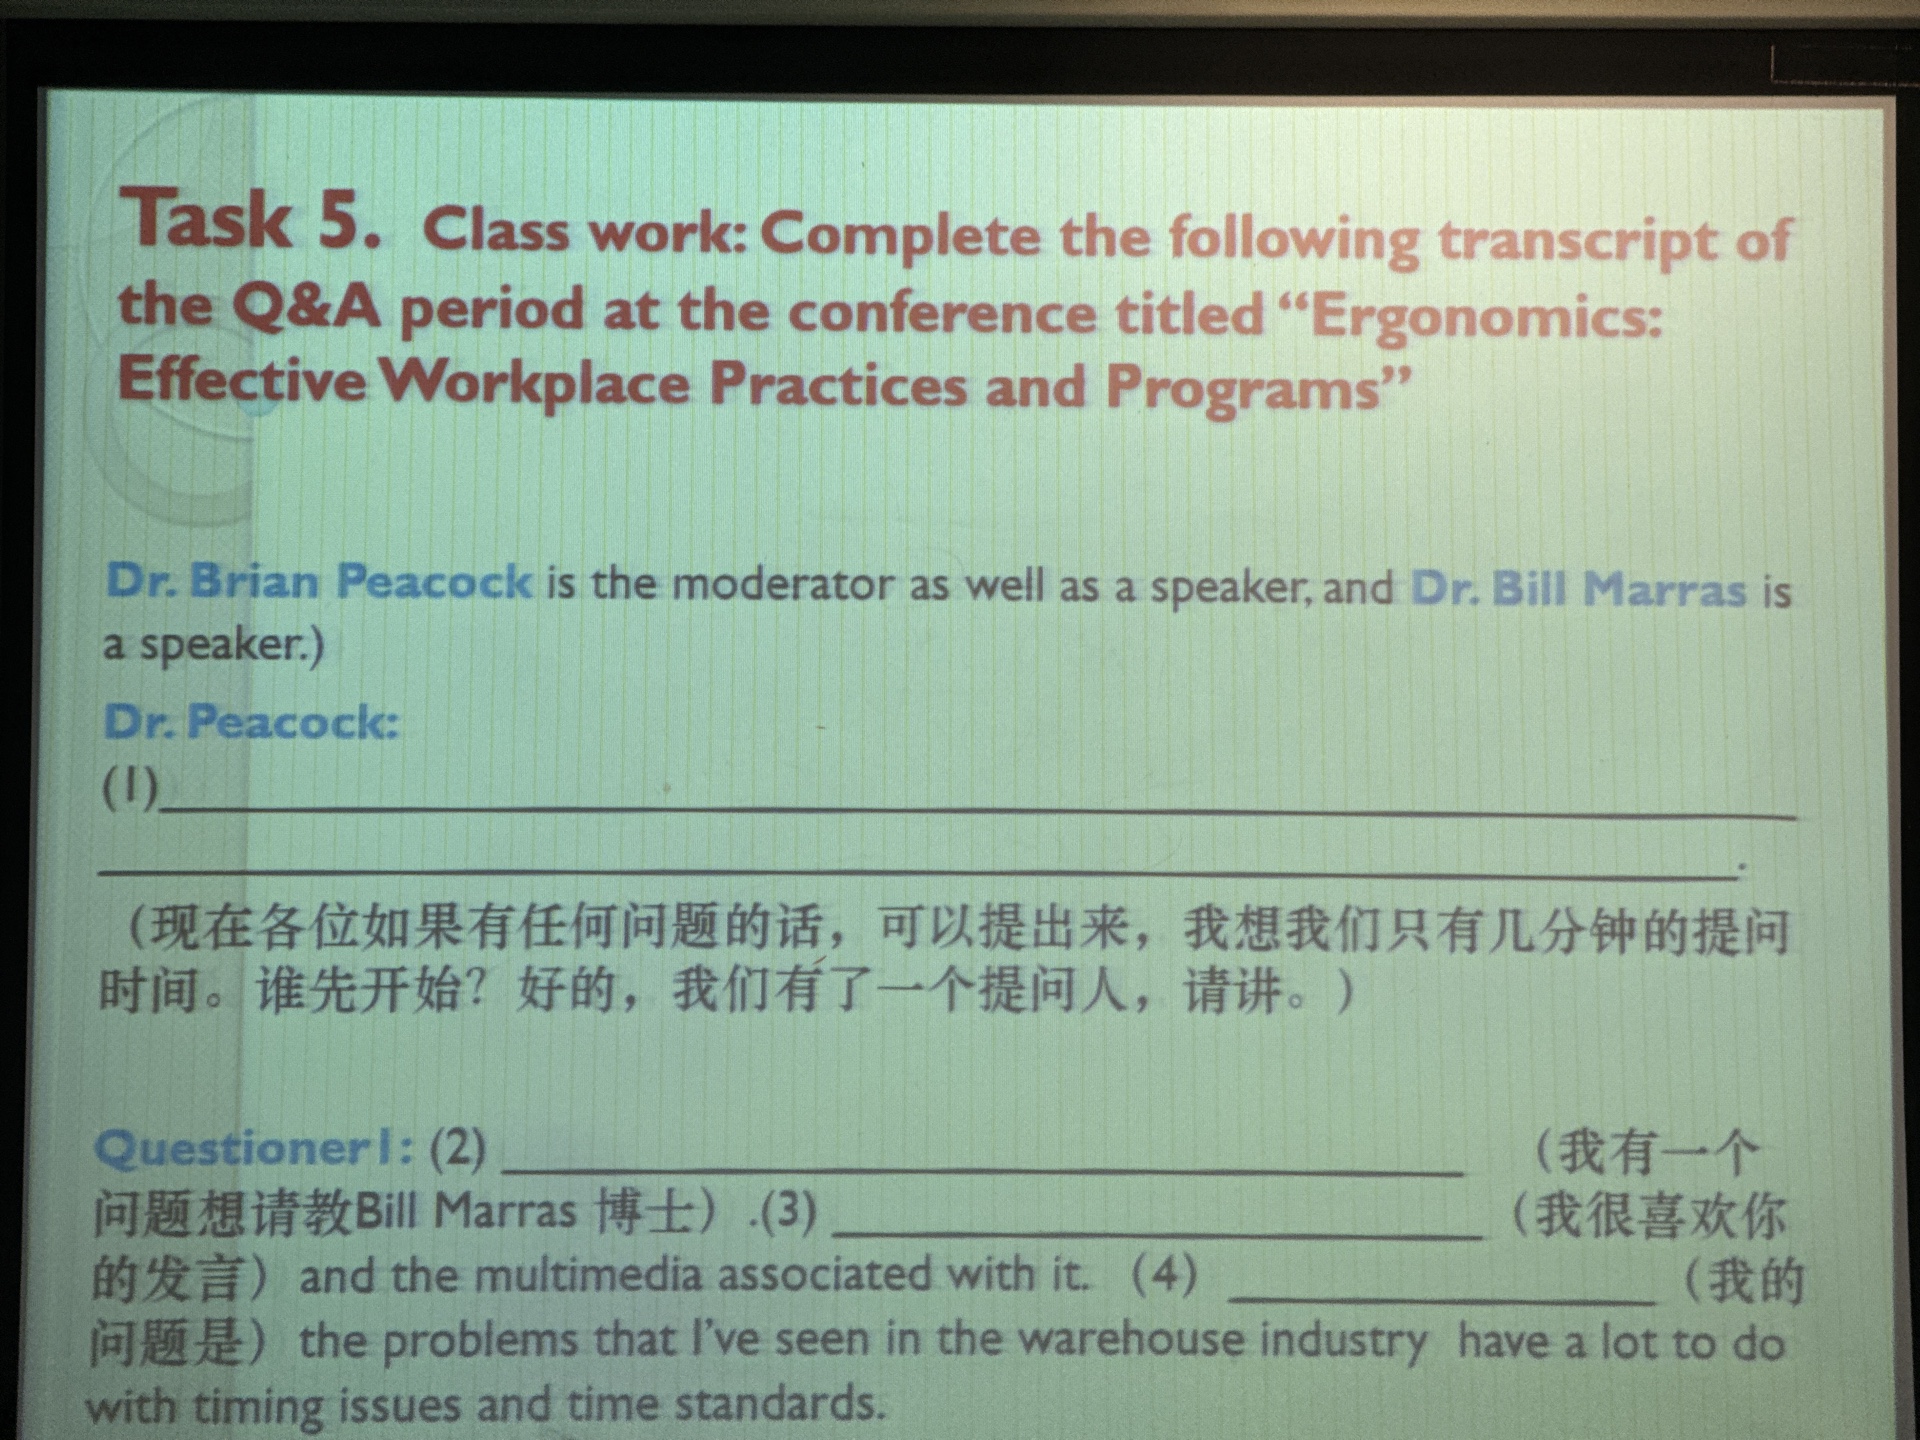 Task 5. Class work: Complete the following transcript of
the Q&A period at the conference titled “Ergonomics:
Effective Workplace Practices and Programs”
Dr. Brian Peacock is the moderator as well as a speaker, and Dr. Bill Marras is
a speaker.)
Dr. Peacock:
(1)______________________________
______________________________.
（现在各位如果有任何问题的话，可以提出来，我想我们只有几分钟的提问
时间。谁先开始？好的，我们有了一个提问人，请讲。）
Questioner1: (2) ____________________ （我有一个
问题想请教Bill Marras 博士）.(3) ______________ （我很喜欢你
的发言）and the multimedia associated with it. (4) __________ （我的
问题是）the problems that I’ve seen in the warehouse industry have a lot to do
with timing issues and time standards.